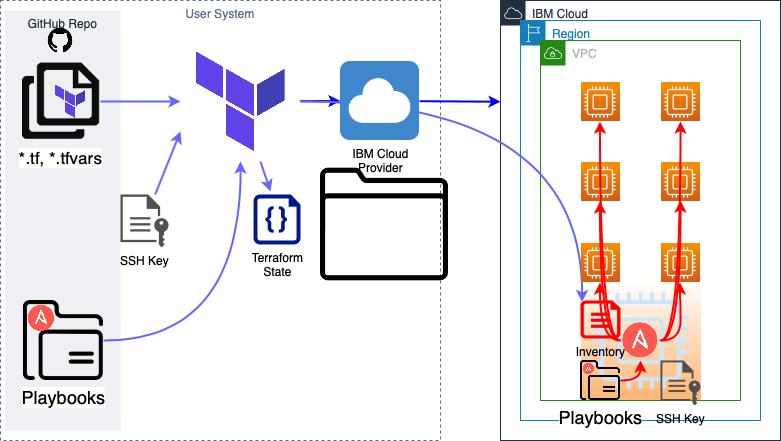 User System
GitHub Repo
*.tf, *.tfvars
SSH Key
Playbooks
Terraform
State
IBM Cloud
Provider
IBM Cloud
Region
VPC
Inventory
Playbooks
SSH Key